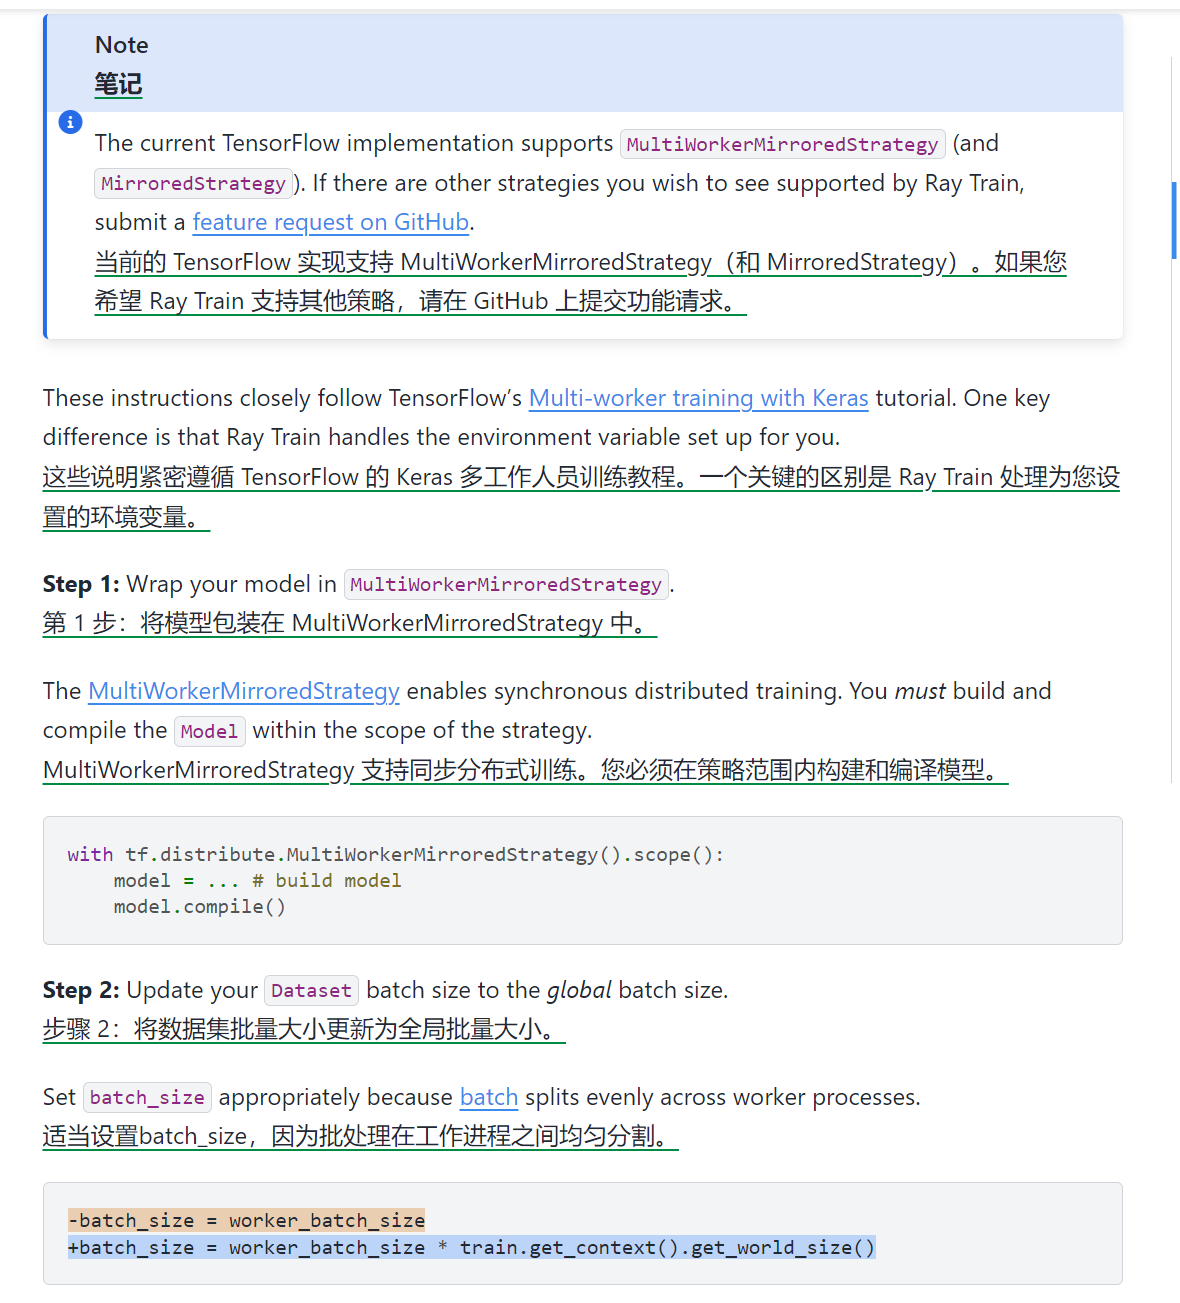 Note
笔记
The current TensorFlow implementation supports MultiWorkerMirroredStrategy (and
MirroredStrategy). If there are other strategies you wish to see supported by Ray Train,
submit a feature request on GitHub.
当前的 TensorFlow 实现支持 MultiWorkerMirroredStrategy（和 MirroredStrategy）。如果您
希望 Ray Train 支持其他策略，请在 GitHub 上提交功能请求。
These instructions closely follow TensorFlow’s Multi-worker training with Keras tutorial. One key
difference is that Ray Train handles the environment variable set up for you.
这些说明紧密遵循 TensorFlow 的 Keras 多工作人员训练教程。一个关键的区别是 Ray Train 处理为您设
置的环境变量。
Step 1: Wrap your model in MultiWorkerMirroredStrategy.
第 1 步：将模型包装在 MultiWorkerMirroredStrategy 中。
The MultiWorkerMirroredStrategy enables synchronous distributed training. You must build and
compile the Model within the scope of the strategy.
MultiWorkerMirroredStrategy 支持同步分布式训练。您必须在策略范围内构建和编译模型。
with tf.distribute.MultiWorkerMirroredStrategy().scope():
    model = ... # build model
    model.compile()
Step 2: Update your Dataset batch size to the global batch size.
步骤 2：将数据集批量大小更新为全局批量大小。
Set batch_size appropriately because batch splits evenly across worker processes.
适当设置batch_size，因为批处理在工作进程之间均匀分割。
-batch_size = worker_batch_size
+batch_size = worker_batch_size * train.get_context().get_world_size()